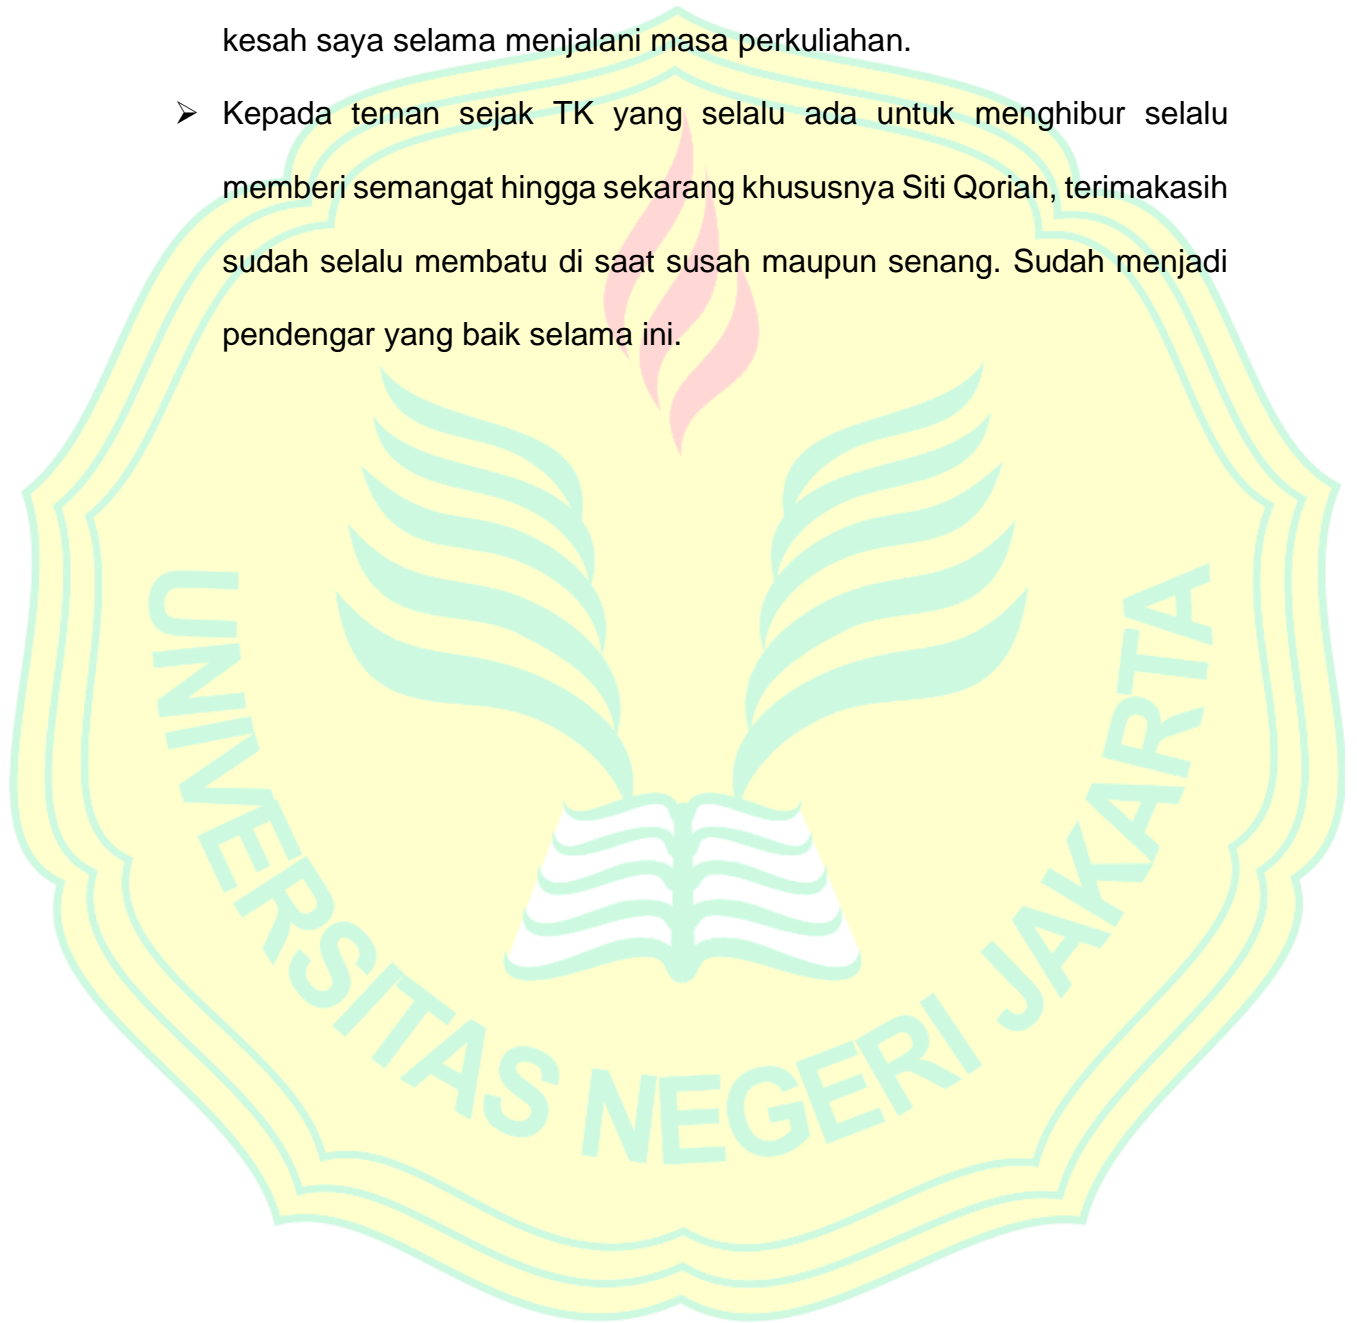 kesah saya selama menjalani masa perkuliahan.
➢ Kepada teman sejak TK yang selalu ada untuk menghibur selalu
memberi semangat hingga sekarang khususnya Siti Qoriah, terimakasih
sudah selalu membatu di saat susah maupun senang. Sudah menjadi
pendengar yang baik selama ini.
UNIVERSITAS NEGERI JAKARTA